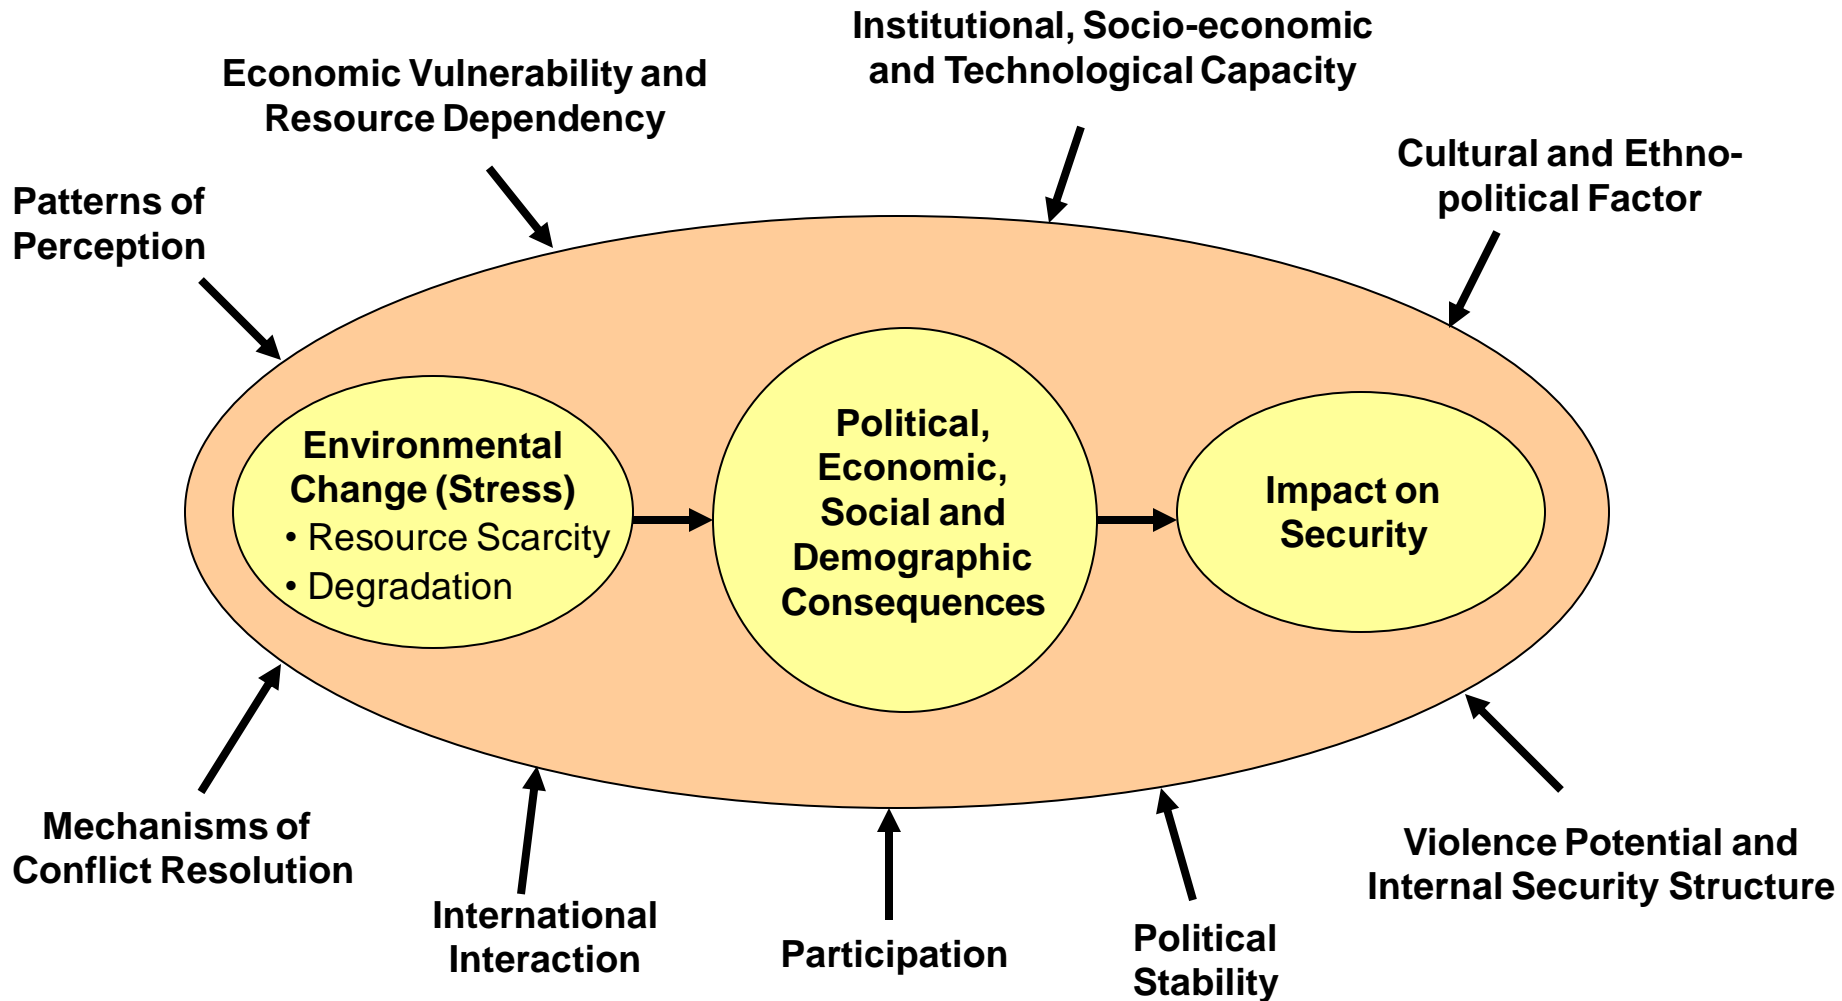 Institutional, Socio-economic
and Technological Capacity
Economic Vulnerability and
Resource Dependency
Cultural and Ethno-
political Factor
Patterns of
Perception
Environmental
Change (Stress)
• Resource Scarcity
• Degradation
Political,
Economic,
Social and
Demographic
Consequences
Impact on
Security
Mechanisms of
Conflict Resolution
International
Interaction
Participation
Political
Stability
Violence Potential and
Internal Security Structure